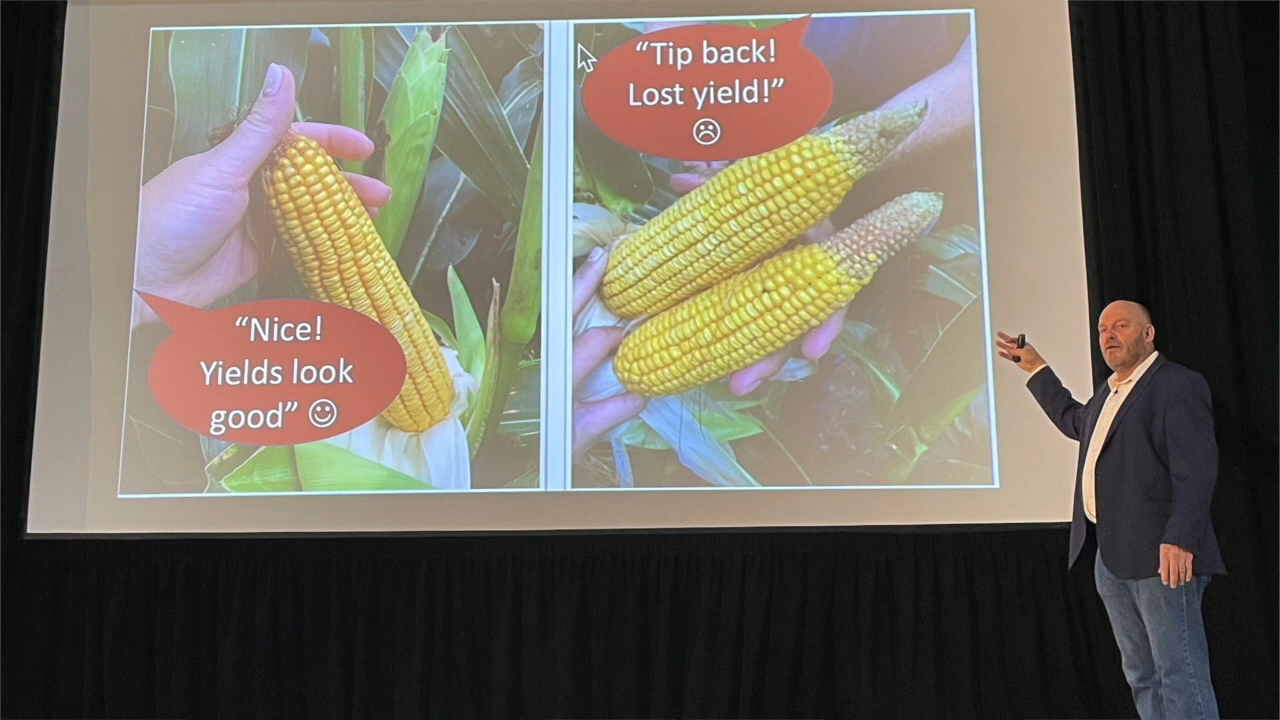 “Nice!
Yields look
good” ☺
“Tip back!
Lost yield!”
☹